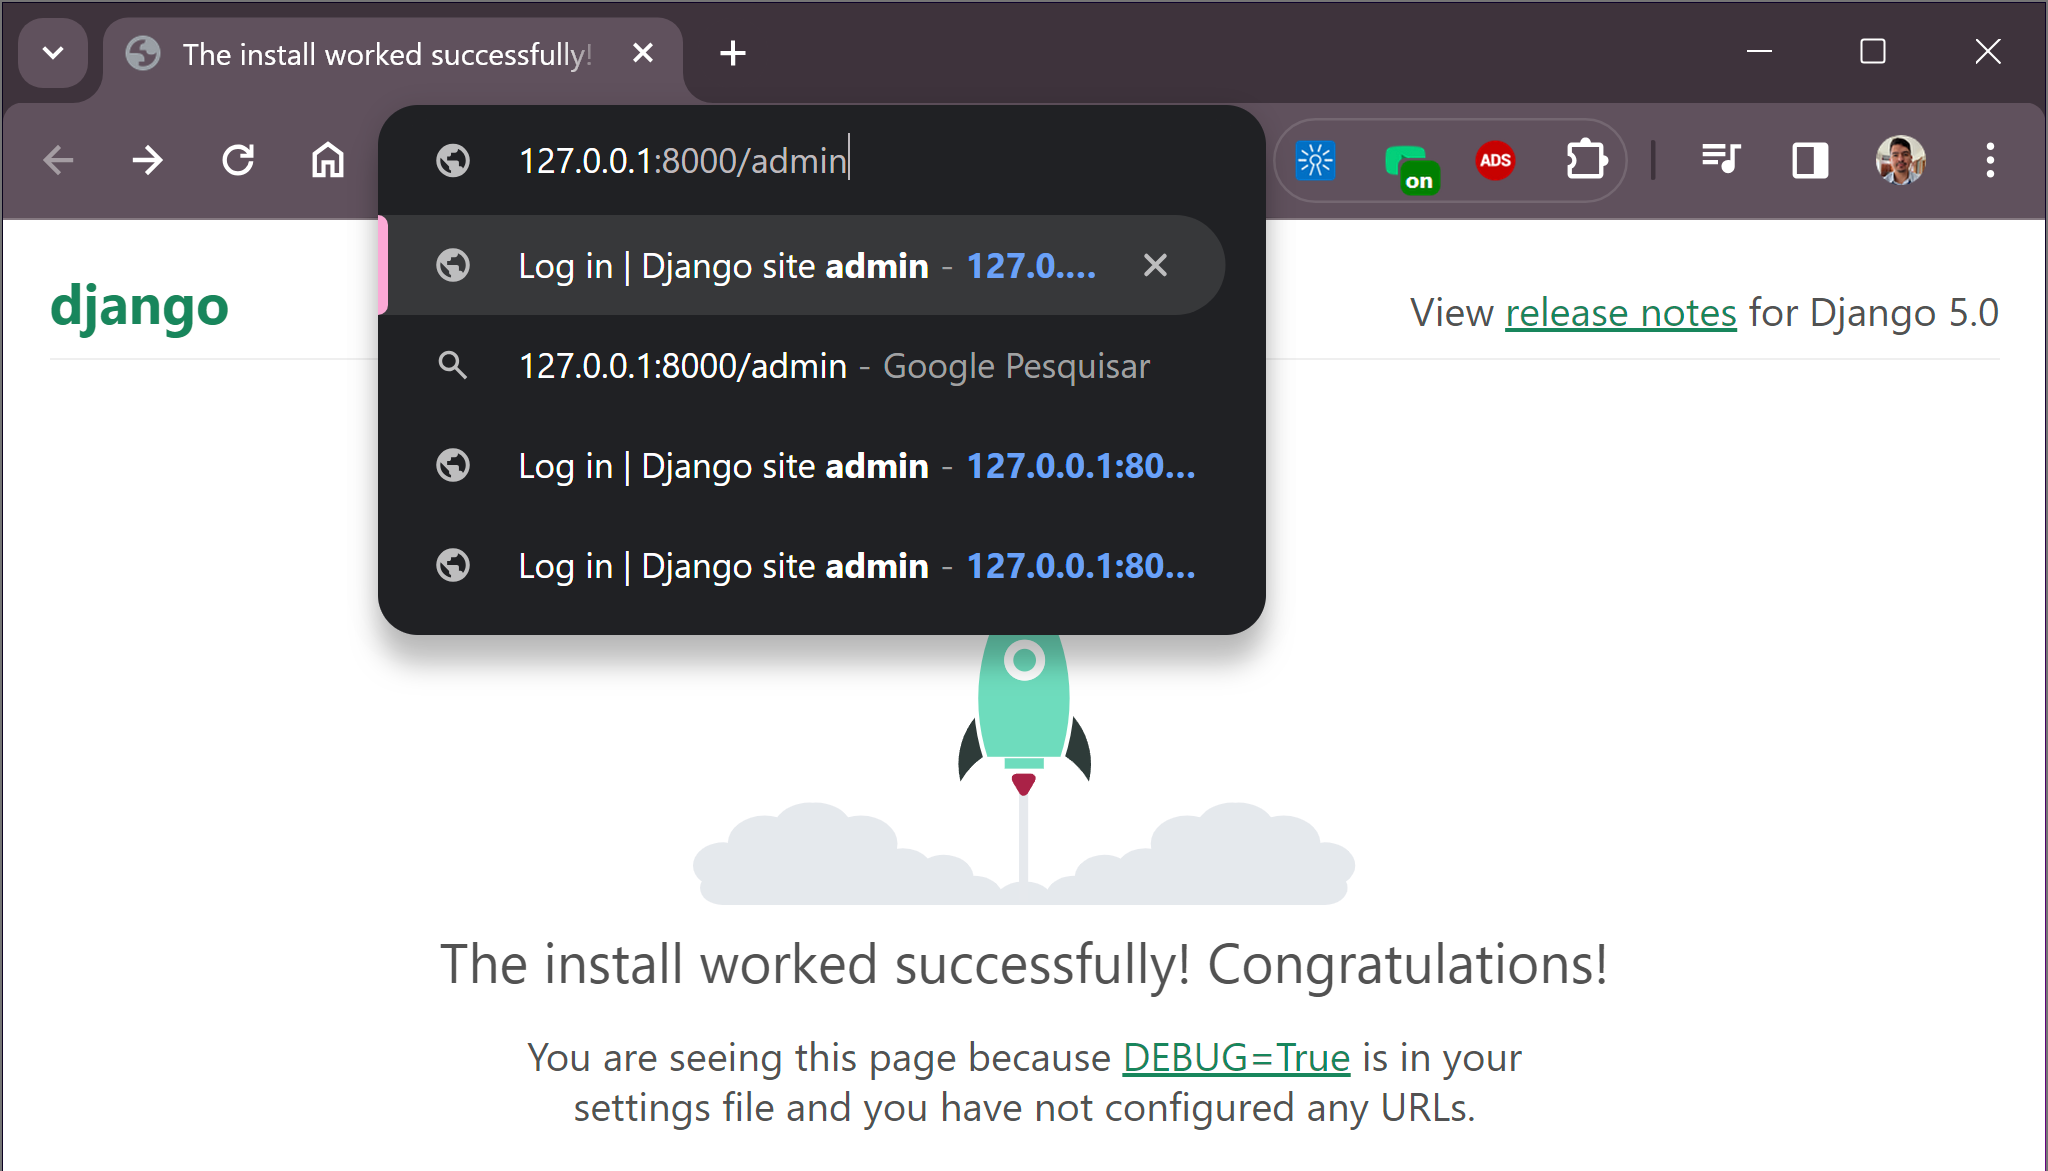 The install worked successfully!
127.0.0.1:8000/admin
on
ADS
Log in | Django site admin - 127.0....
127.0.0.1:8000/admin - Google Pesquisar
Log in | Django site admin - 127.0.0.1:80...
Log in | Django site admin - 127.0.0.1:80...
django
View release notes for Django 5.0
The install worked successfully! Congratulations!
You are seeing this page because DEBUG=True is in your
settings file and you have not configured any URLs.